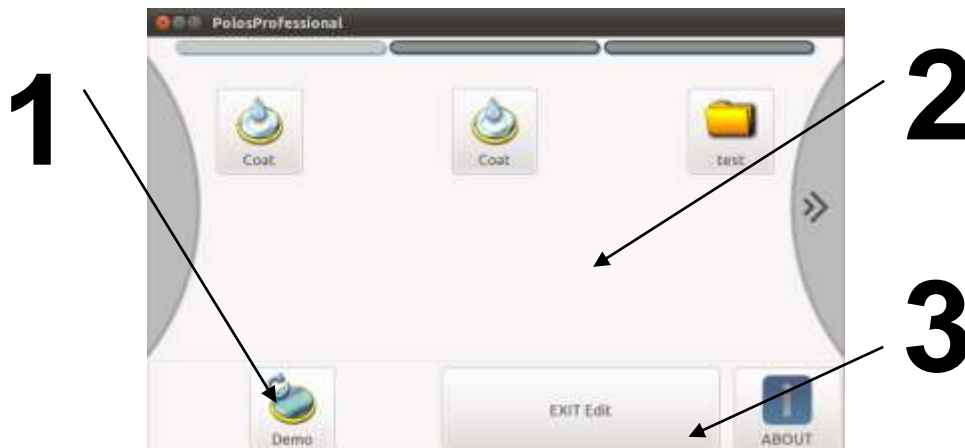 PolosProfessional
1
2
Coat
Coat
test
3
EXIT Edit
Demo
ABOUT